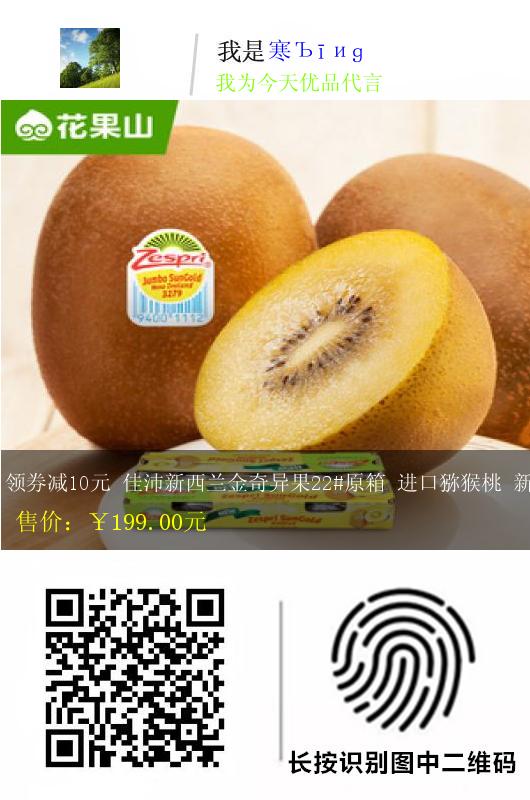 我是寒Ъīиg
我为今天优品代言
花果山
Zespri®
Jumbo SunGold
New Zealand
3279
9400 1112
Zespri SunGold
领券减10元 佳沛新西兰金奇异果22#原箱 进口猕猴桃 新
售价：￥199.00元
长按识别图中二维码